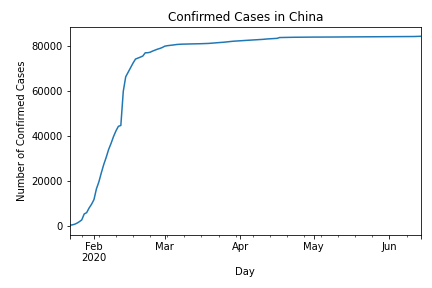 Confirmed Cases in China
Number of Confirmed Cases
80000
60000
40000
20000
0
Feb
2020
Mar
Apr
May
Jun
Day